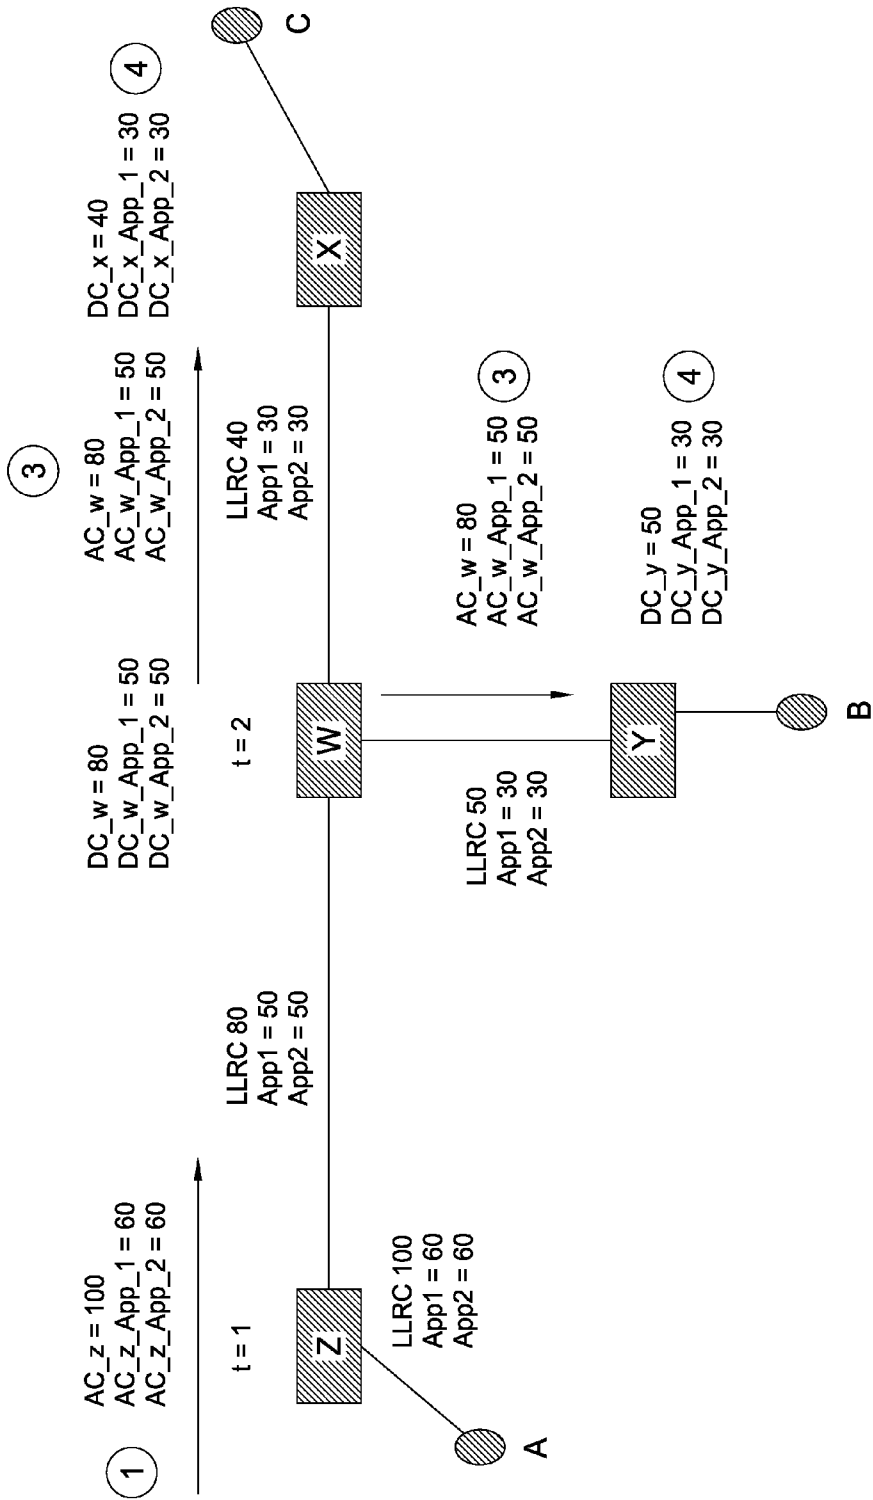 1
AC_z = 100
AC_z_App_1 = 60
AC_z_App_2 = 60
t = 1
Z
LLRC 100
App1 = 60
App2 = 60
A
LLRC 80
App1 = 50
App2 = 50
DC_w = 80
DC_w_App_1 = 50
DC_w_App_2 = 50
t = 2
W
3
AC_w = 80
AC_w_App_1 = 50
AC_w_App_2 = 50
LLRC 40
App1 = 30
App2 = 30
DC_x = 40
DC_x_App_1 = 30
DC_x_App_2 = 30
4
X
C
LLRC 50
App1 = 30
App2 = 30
AC_w = 80
AC_w_App_1 = 50
AC_w_App_2 = 50
3
Y
DC_y = 50
DC_y_App_1 = 30
DC_y_App_2 = 30
4
B